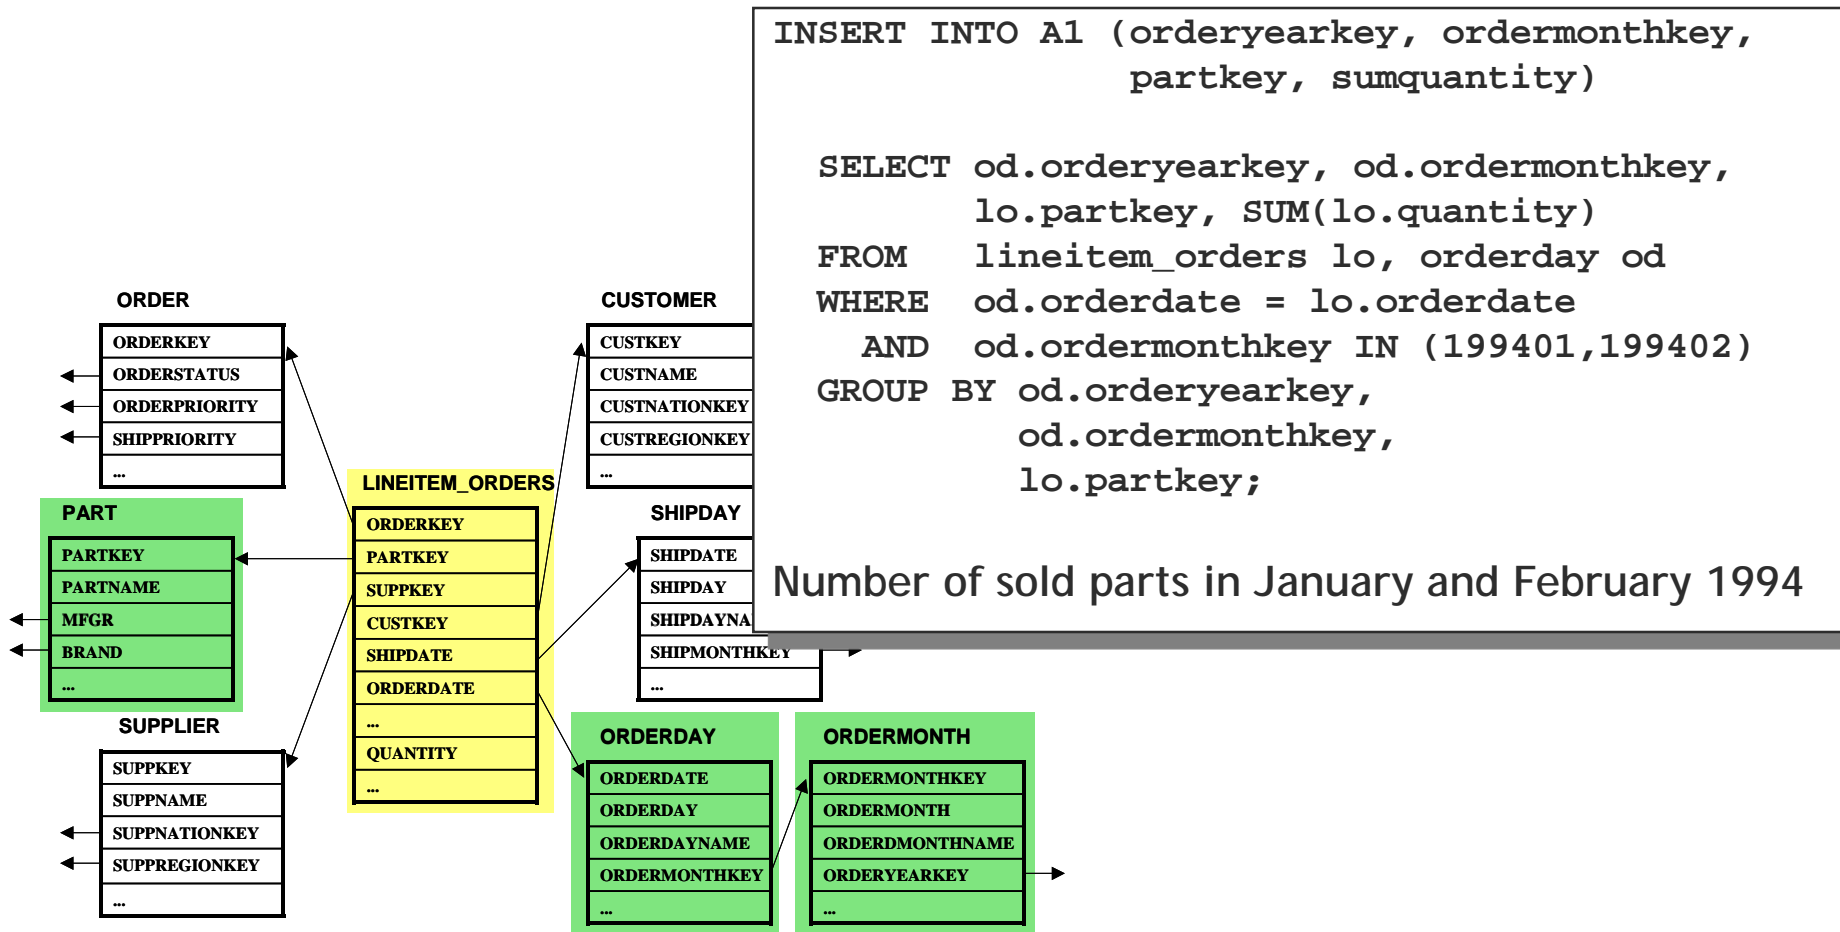 INSERT INTO A1 (orderyearkey, ordermonthkey,
partkey, sumquantity)
SELECT od.orderyearkey, od.ordermonthkey,
lo.partkey, SUM(lo.quantity)
FROM lineitem_orders lo, orderday od
WHERE od.orderdate = lo.orderdate
AND od.ordermonthkey IN (199401,199402)
GROUP BY od.orderyearkey,
od.ordermonthkey,
lo.partkey;
Number of sold parts in January and February 1994
ORDER
ORDERKEY
ORDERSTATUS
ORDERPRIORITY
SHIPPRIORITY
...
CUSTOMER
CUSTKEY
CUSTNAME
CUSTNATIONKEY
CUSTREGIONKEY
...
PART
PARTKEY
PARTNAME
MFGR
BRAND
...
LINEITEM_ORDERS
ORDERKEY
PARTKEY
SUPPKEY
CUSTKEY
SHIPDATE
ORDERDATE
...
QUANTITY
...
SHIPDAY
SHIPDATE
SHIPDAY
SHIPDAYNA
SHIPMONTHKEY
...
SUPPLIER
SUPPKEY
SUPPNAME
SUPPNATIONKEY
SUPPREGIONKEY
...
ORDERDAY
ORDERDATE
ORDERDAY
ORDERDAYNAME
ORDERMONTHKEY
...
ORDERMONTH
ORDERMONTHKEY
ORDERMONTH
ORDERDMONTHNAME
ORDERYEARKEY
...